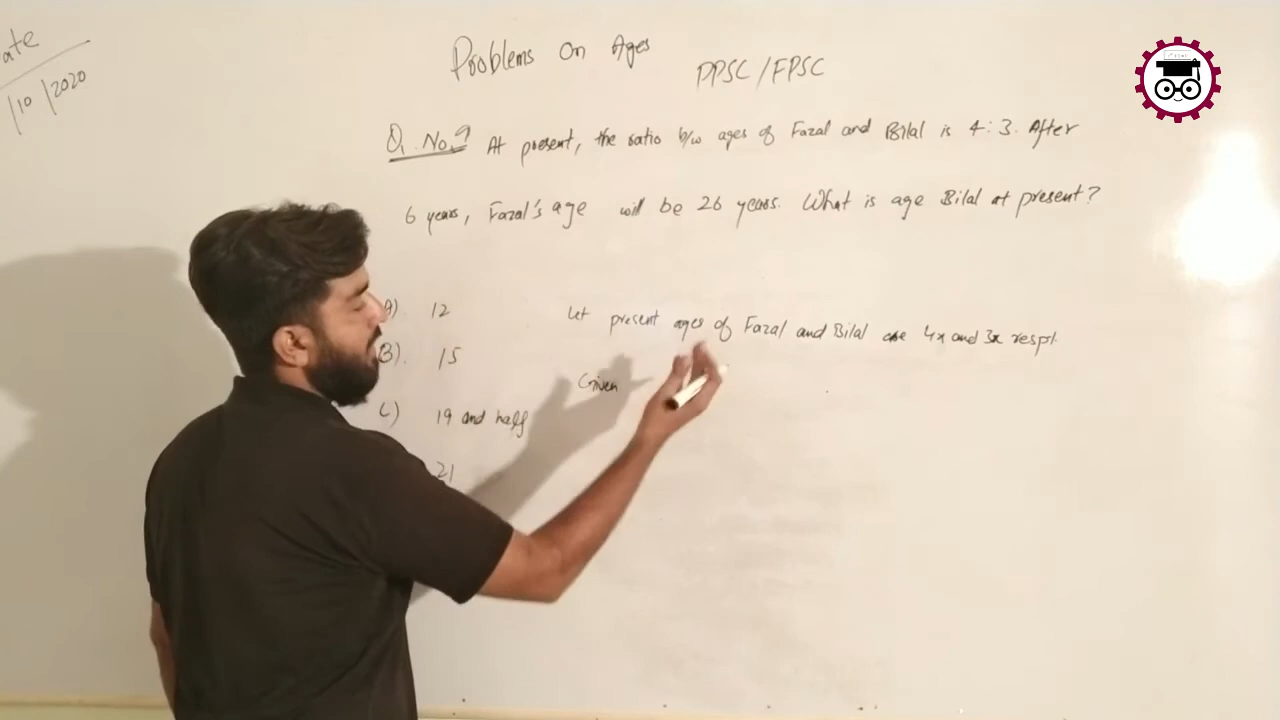 ate
/10/2020
Problems On Ages
PPSC/FPSC
Q. No. 9 At present, the ratio b/w ages of Fazal and Bilal is 4:3. After
6 years, Fazal's age will be 26 years. What is age Bilal at present?
A). 12
B). 15
C) 19 and half
21
Let present ages of Fazal and Bilal are 4x and 3x respt.
Given